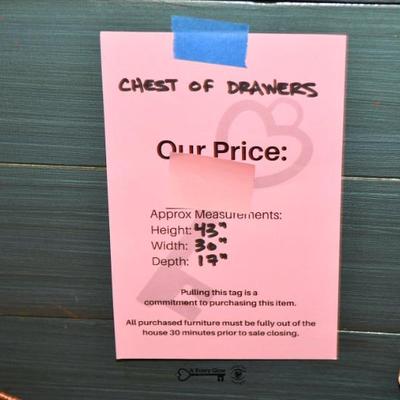 CHEST OF DRAWERS
Our Price:
Approx Measurements:
Height: 43"
Width: 30"
Depth: 17"
Pulling this tag is a
commitment to purchasing this item.
All purchased furniture must be fully out of the
house 30 minutes prior to sale closing.